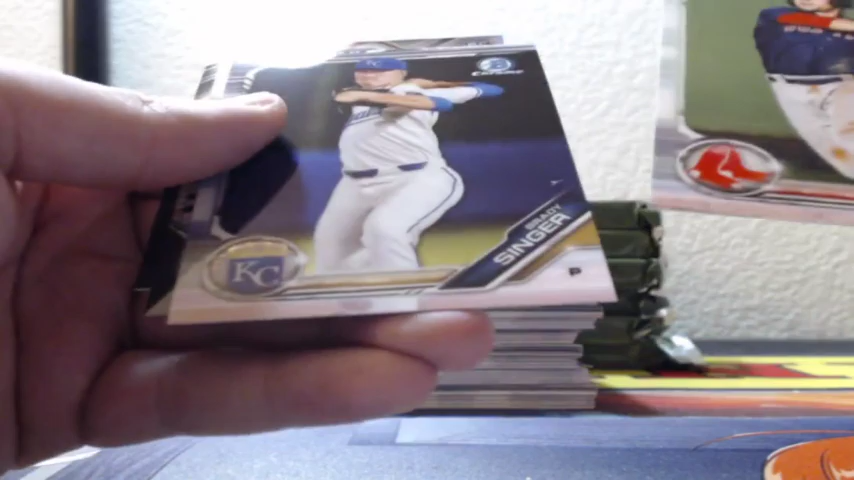 CHROME
BRADY
SINGER
P
KC